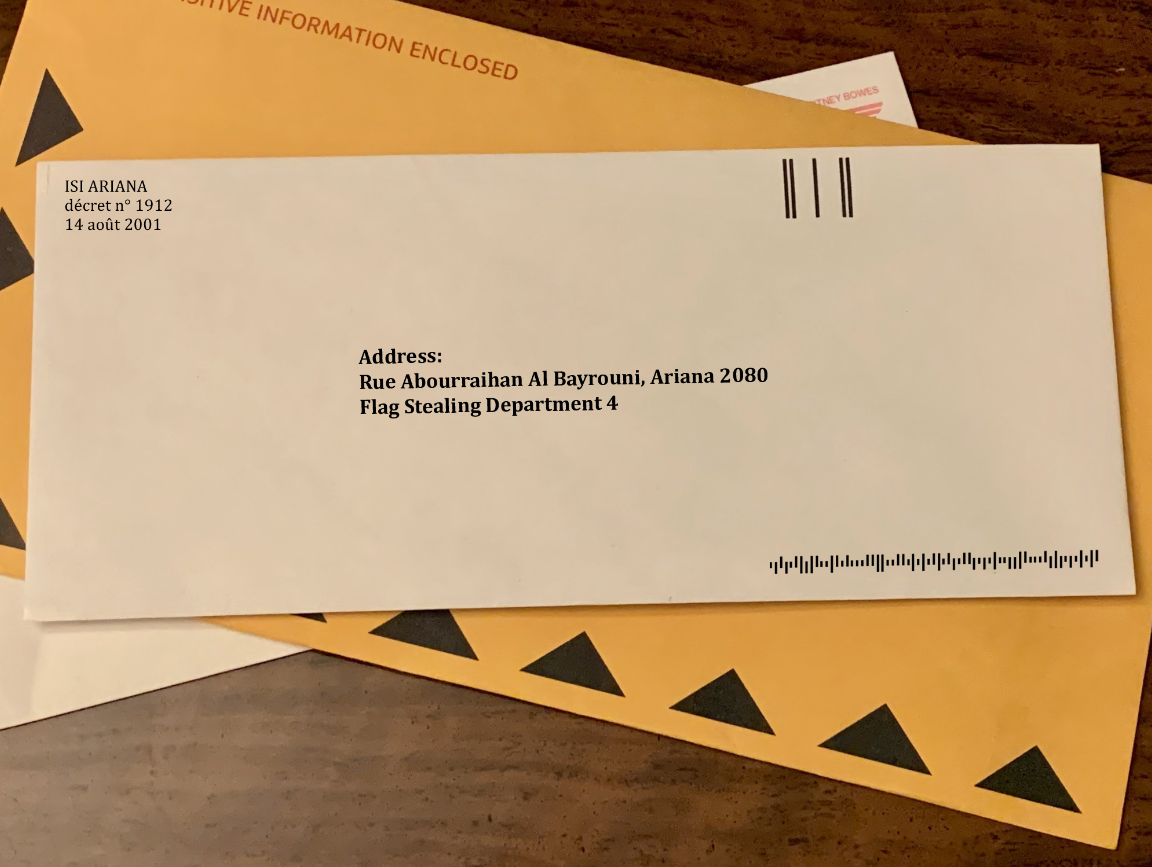 INFORMATION ENCLOSED
BOWES
ISI ARIANA
décret n° 1912
14 août 2001
Address:
Rue Abourraihan Al Bayrouni, Ariana 2080
Flag Stealing Department 4